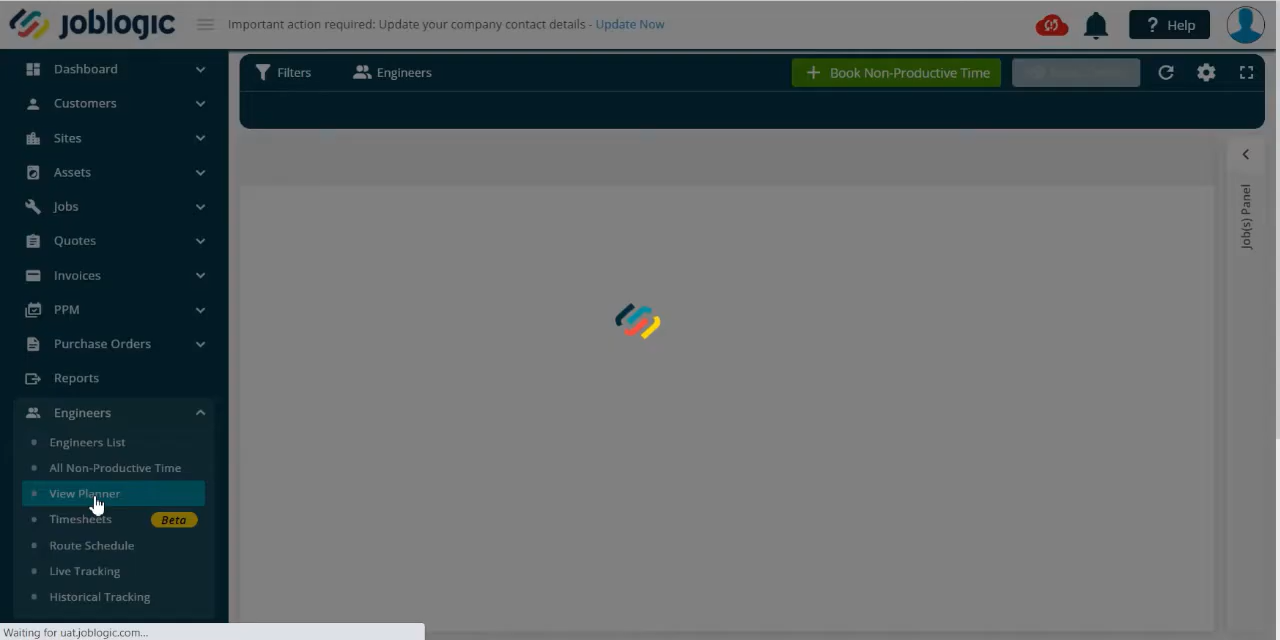 joblogic
Important action required: Update your company contact details - Update Now
? Help
Dashboard
Filters
Engineers
+ Book Non-Productive Time
Customers
Sites
Assets
Jobs
Job(s) Panel
Quotes
Invoices
PPM
Purchase Orders
Reports
Engineers
Engineers List
All Non-Productive Time
View Planner
Timesheets Beta
Route Schedule
Live Tracking
Historical Tracking
Waiting for uat.joblogic.com...